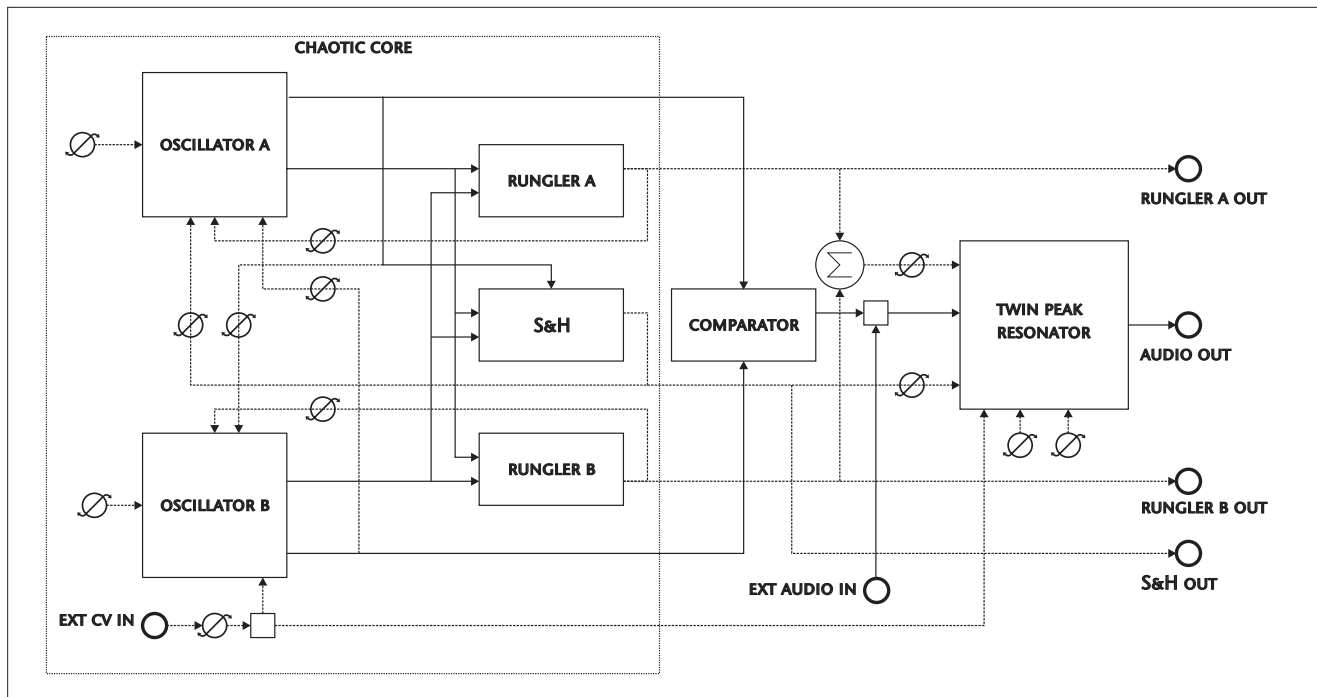 CHAOTIC CORE
OSCILLATOR A
RUNGLER A
RUNGLER A OUT
Σ
S&H
COMPARATOR
TWIN PEAK
RESONATOR
AUDIO OUT
RUNGLER B
OSCILLATOR B
RUNGLER B OUT
EXT AUDIO IN
S&H OUT
EXT CV IN